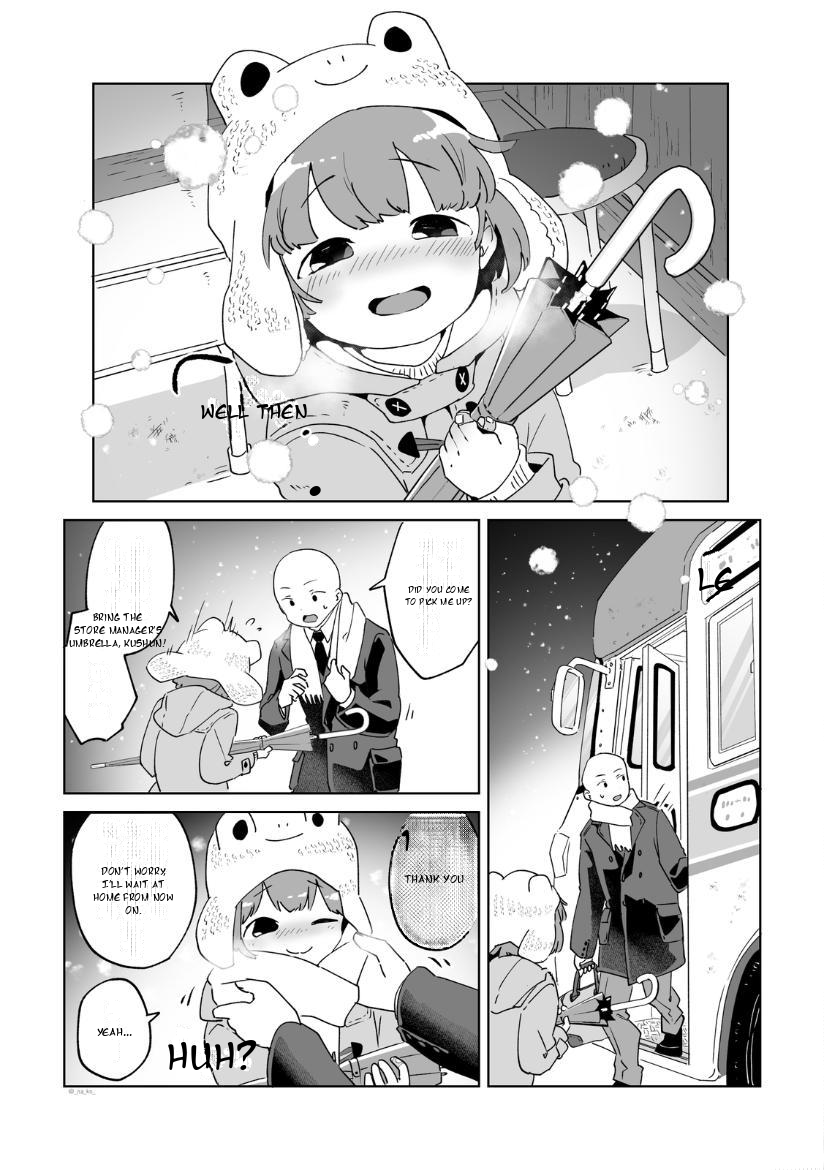 WELL THEN
DID YOU COME
TO PICK ME UP?
BRING THE
STORE MANAGER'S
UMBRELLA, KUSHUN!
THANK YOU
DON'T WORRY,
I'LL WAIT AT
HOME FROM NOW
ON.
YEAH...
HUH?